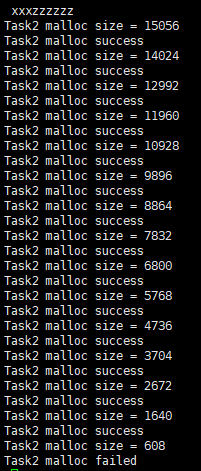 xxxzzzzzz
Task2 malloc size = 15056
Task2 malloc success
Task2 malloc size = 14024
Task2 malloc success
Task2 malloc size = 12992
Task2 malloc success
Task2 malloc size = 11960
Task2 malloc success
Task2 malloc size = 10928
Task2 malloc success
Task2 malloc size = 9896
Task2 malloc success
Task2 malloc size = 8864
Task2 malloc success
Task2 malloc size = 7832
Task2 malloc success
Task2 malloc size = 6800
Task2 malloc success
Task2 malloc size = 5768
Task2 malloc success
Task2 malloc size = 4736
Task2 malloc success
Task2 malloc size = 3704
Task2 malloc success
Task2 malloc size = 2672
Task2 malloc success
Task2 malloc size = 1640
Task2 malloc success
Task2 malloc size = 608
Task2 malloc failed